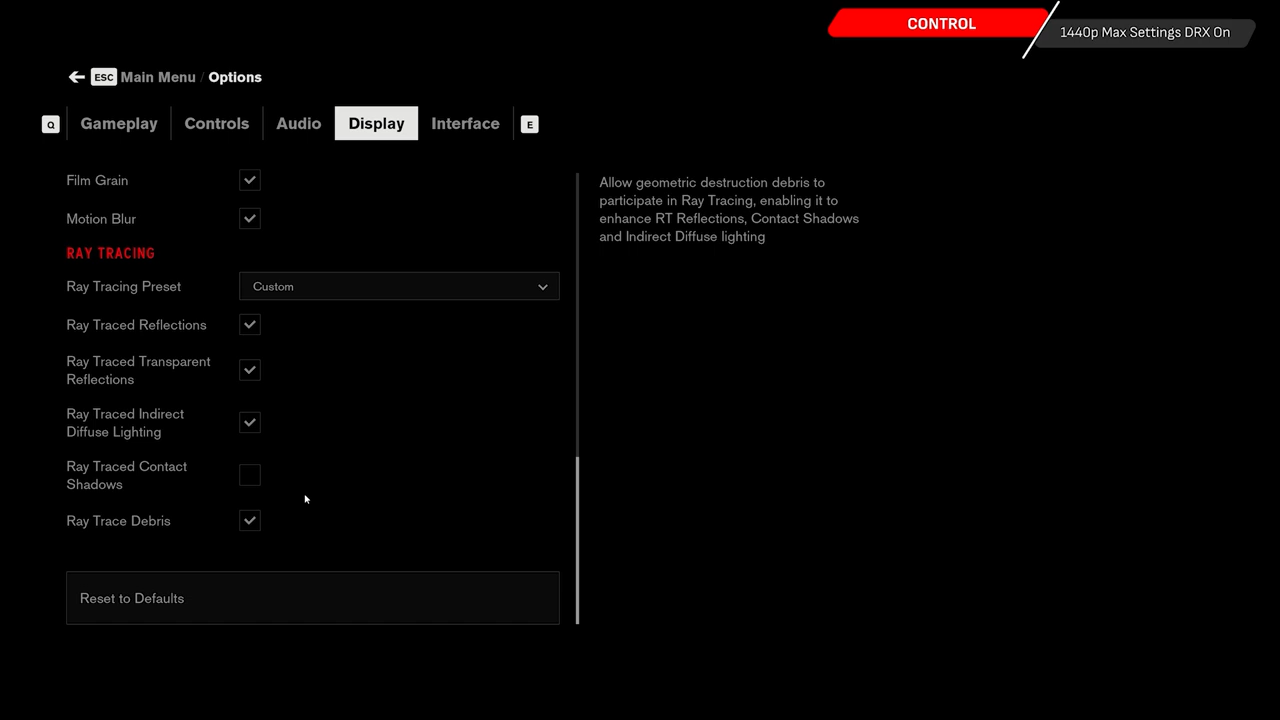 CONTROL
1440p Max Settings DRX On
ESC Main Menu / Options
Q Gameplay Controls Audio Display Interface E
Film Grain
Motion Blur
RAY TRACING
Ray Tracing Preset Custom
Ray Traced Reflections
Ray Traced Transparent
Reflections
Ray Traced Indirect
Diffuse Lighting
Ray Traced Contact
Shadows
Ray Trace Debris
Reset to Defaults
Allow geometric destruction debris to
participate in Ray Tracing, enabling it to
enhance RT Reflections, Contact Shadows
and Indirect Diffuse lighting